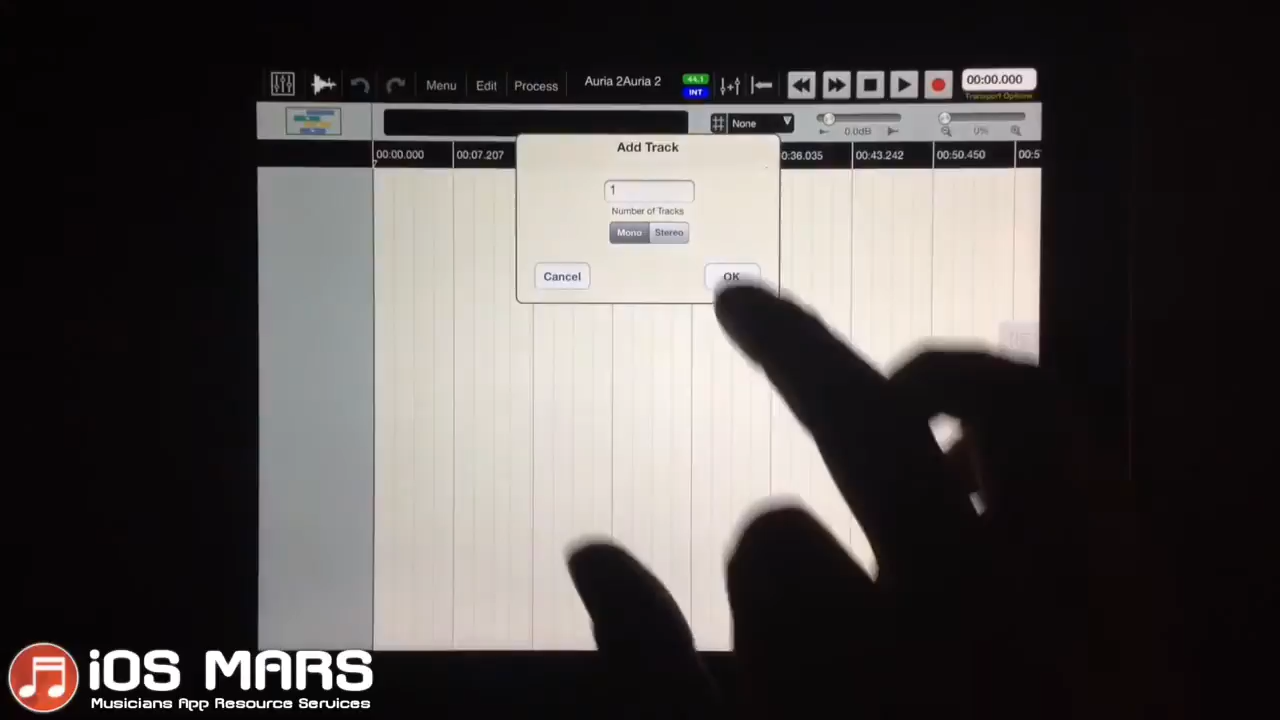 Menu Edit Process Auria 2Auria 2 44.1 INT 00:00.000
Transport Options
None 0.0dB 0%
00:00.000 00:07.207 00:36.035 00:43.242 00:50.450 00:5
Add Track
1
Number of Tracks
Mono Stereo
Cancel OK
iOS MARS
Musicians App Resource Services